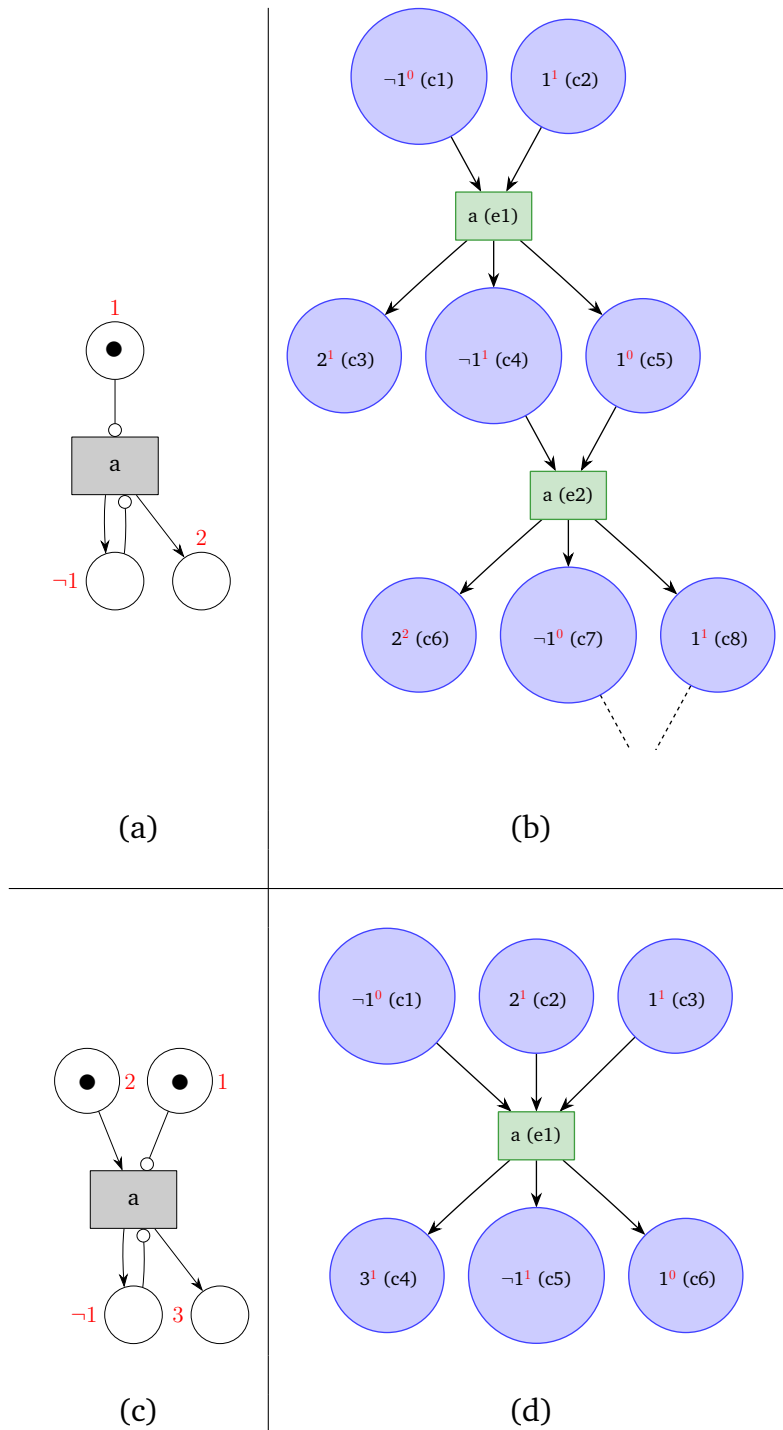 ¬1⁰ (c1) 1¹ (c2)
a (e1)
1
2¹ (c3) ¬1¹ (c4) 1⁰ (c5)
a
a (e2)
2
¬1
2² (c6) ¬1⁰ (c7) 1¹ (c8)
(a) (b)
¬1⁰ (c1) 2¹ (c2) 1¹ (c3)
2 1
a (e1)
a
3¹ (c4) ¬1¹ (c5) 1⁰ (c6)
¬1 3
(c) (d)